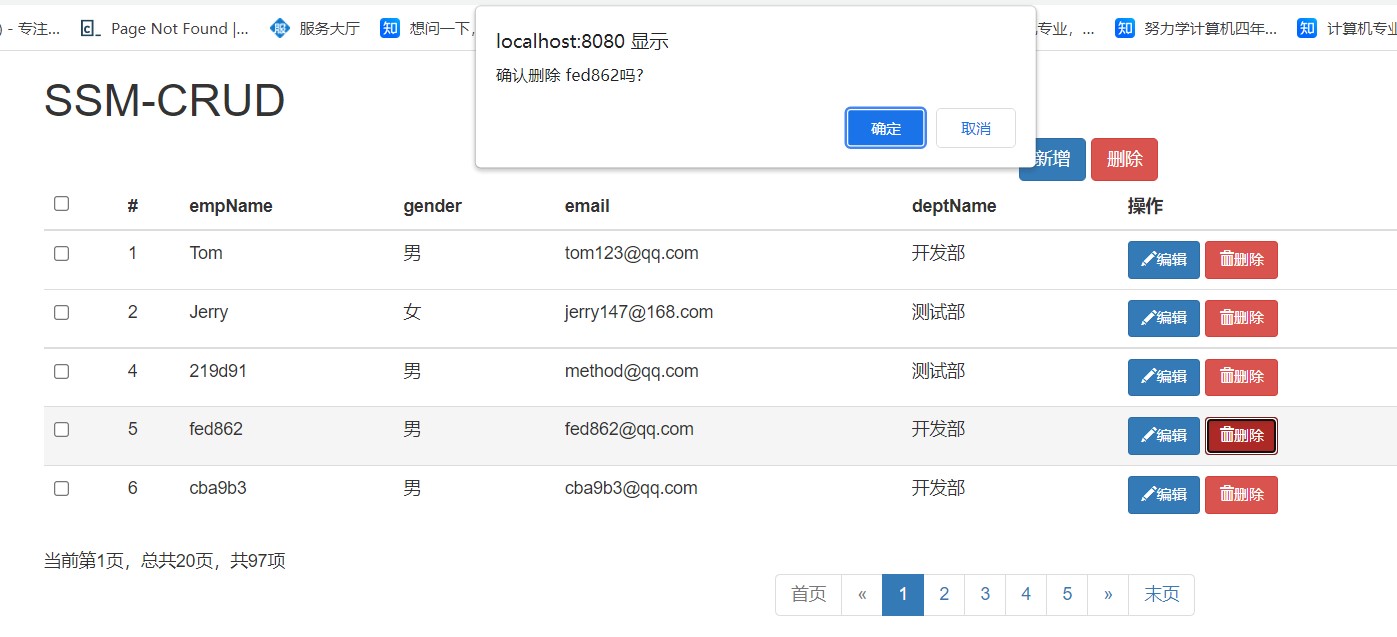 ) - 专注...
Page Not Found |...
服务大厅
知 想问一下,
专业，...
知 努力学计算机四年...
知 计算机专业
localhost:8080 显示
确认删除 fed862吗?
确定 取消
SSM-CRUD
新增 删除
# empName gender email deptName 操作
1 Tom 男 tom123@qq.com 开发部 编辑 删除
2 Jerry 女 jerry147@168.com 测试部 编辑 删除
4 219d91 男 method@qq.com 测试部 编辑 删除
5 fed862 男 fed862@qq.com 开发部 编辑 删除
6 cba9b3 男 cba9b3@qq.com 开发部 编辑 删除
当前第1页，总共20页，共97项
首页 « 1 2 3 4 5 » 末页